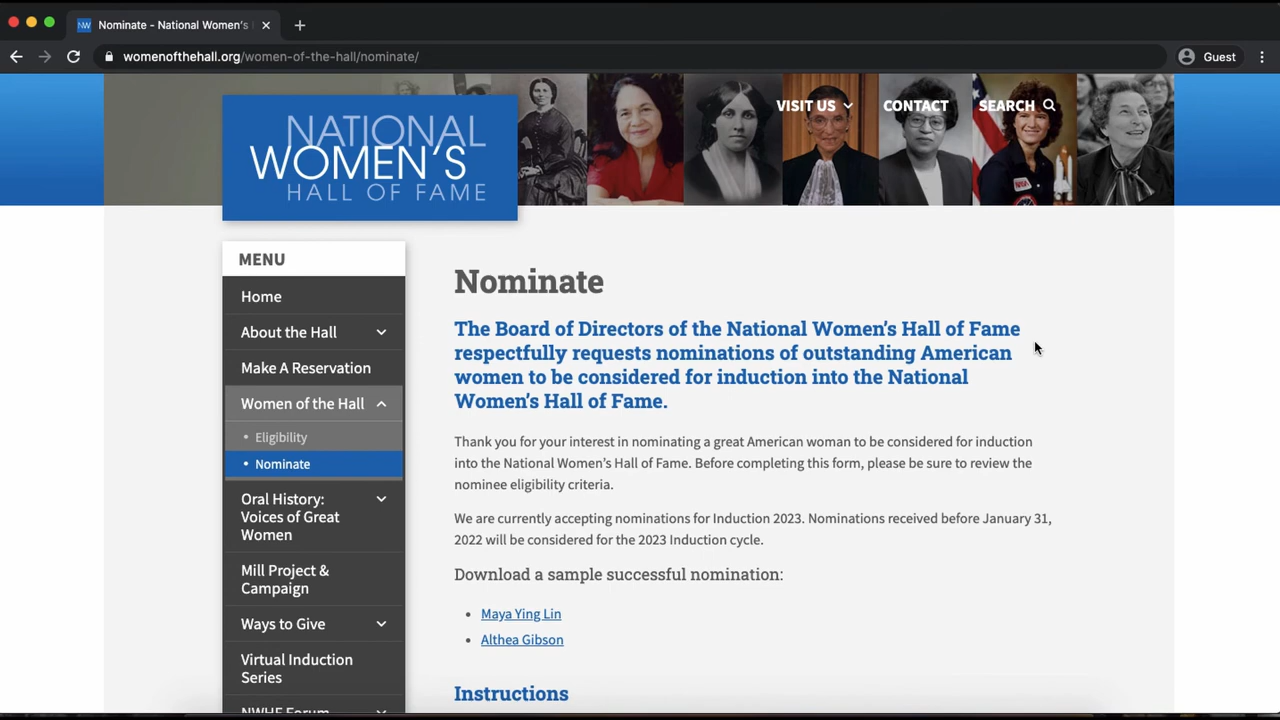 Nominate - National Women's
womenofthehall.org/women-of-the-hall/nominate/
Guest
NATIONAL
WOMEN'S
HALL OF FAME
VISIT US
CONTACT
SEARCH
MENU
Home
About the Hall
Make A Reservation
Women of the Hall
• Eligibility
• Nominate
Oral History:
Voices of Great
Women
Mill Project &
Campaign
Ways to Give
Virtual Induction
Series
NWHF Forum
Nominate
The Board of Directors of the National Women's Hall of Fame
respectfully requests nominations of outstanding American
women to be considered for induction into the National
Women's Hall of Fame.
Thank you for your interest in nominating a great American woman to be considered for induction
into the National Women's Hall of Fame. Before completing this form, please be sure to review the
nominee eligibility criteria.
We are currently accepting nominations for Induction 2023. Nominations received before January 31,
2022 will be considered for the 2023 Induction cycle.
Download a sample successful nomination:
• Maya Ying Lin
• Althea Gibson
Instructions